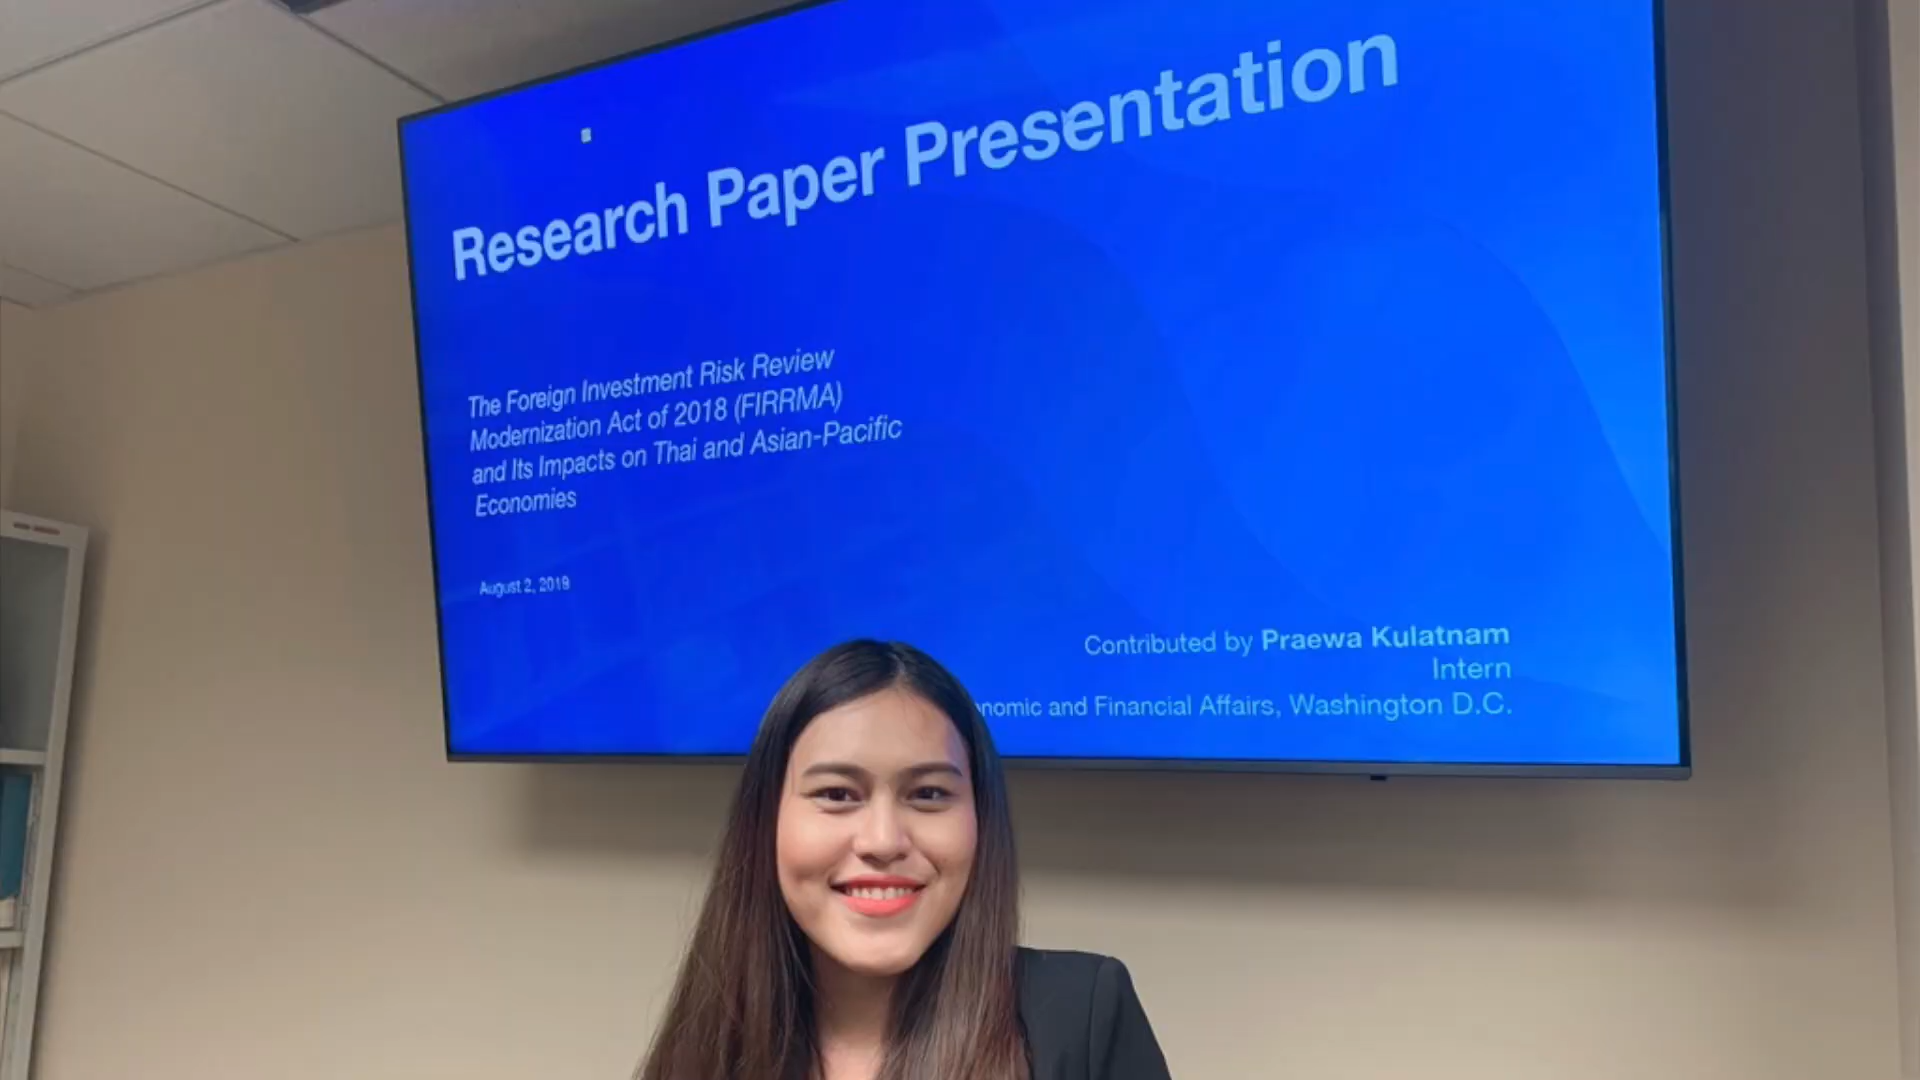 Research Paper Presentation
The Foreign Investment Risk Review
Modernization Act of 2018 (FIRRMA)
and Its Impacts on Thai and Asian-Pacific
Economies
August 2, 2019
Contributed by Praewa Kulatnam
Intern
and Financial Affairs, Washington D.C.